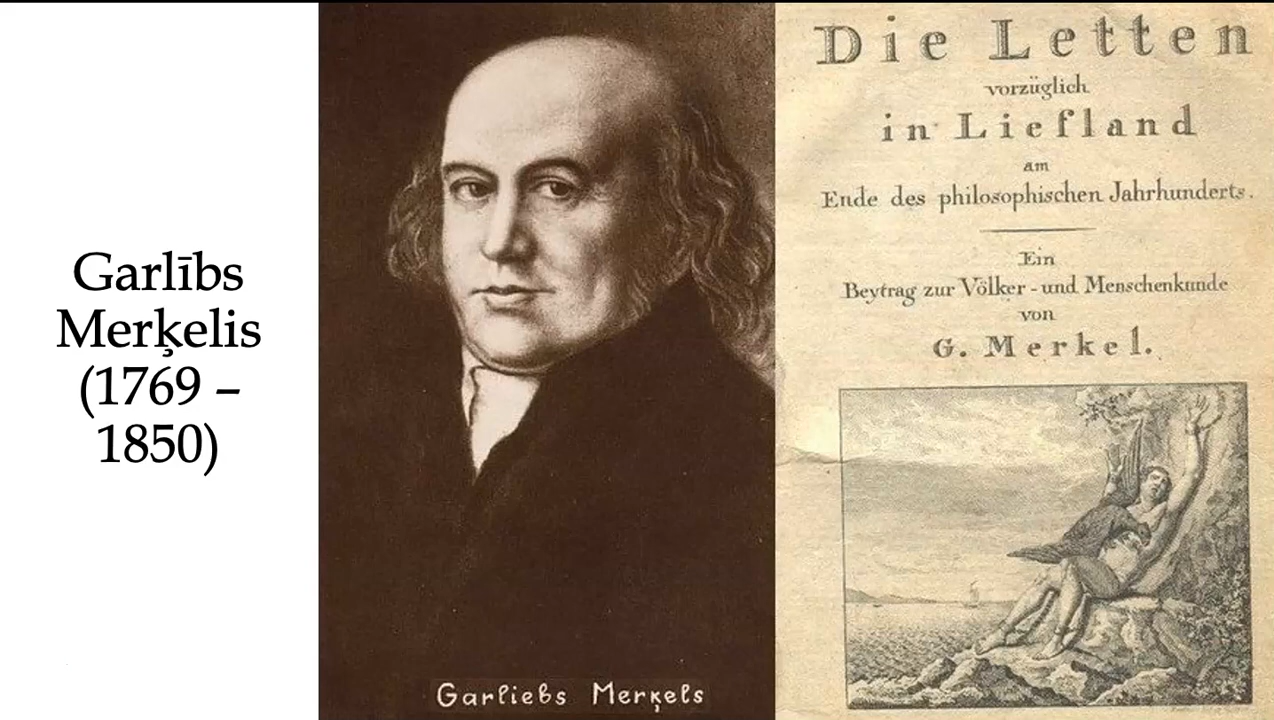 Garlībs
Merķelis
(1769 –
1850)
Garliebs Merķels
Die Letten
vorzüglich
in Liefland
am
Ende des philosophischen Jahrhunderts.
Ein
Beytrag zur Völker - und Menschenkunde
von
G. Merkel.